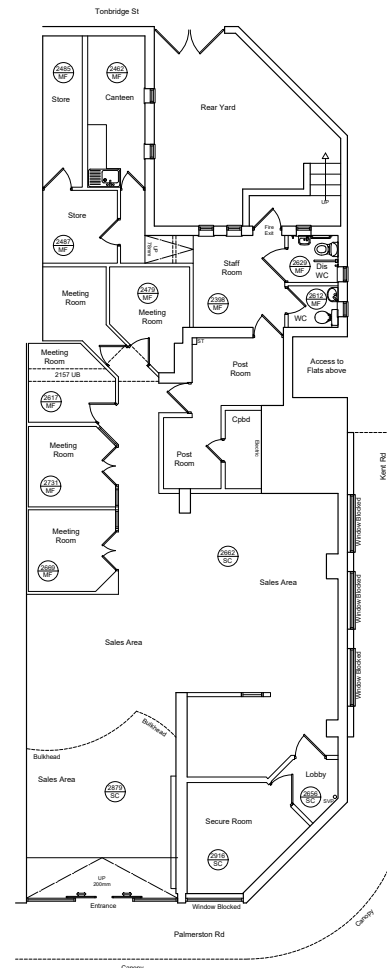 Tonbridge St
2485
MF
Store
2462
MF
Canteen
Rear Yard
UP
Store
2487
MF
UP
70mm
Fire
Exit
Staff
Room
2398
MF
2629
MF
Dis
WC
2612
MF
WC
Meeting
Room
2479
MF
Meeting
Room
ST
Meeting
Room
2157 UB
2617
MF
Post
Room
Access to
Flats above
Cpbd
Electric
Post
Room
Kent Rd
Meeting
Room
2731
MF
Meeting
Room
2669
MF
Window Blocked
2662
SC
Sales Area
Window Blocked
Sales Area
Window Blocked
Bulkhead
Bulkhead
Sales Area
2879
SC
Lobby
2656
SC
SVP
Secure Room
2916
SC
UP
200mm
Entrance
Window Blocked
Palmerston Rd
Canopy
Canopy